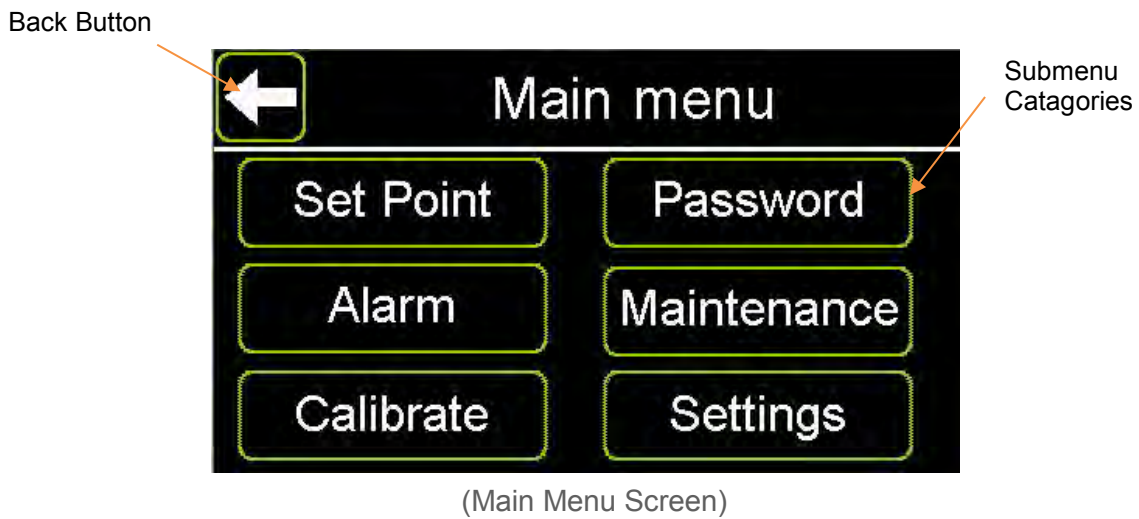 Back Button
Main menu
Submenu
Catagories
Set Point
Password
Alarm
Maintenance
Calibrate
Settings
(Main Menu Screen)